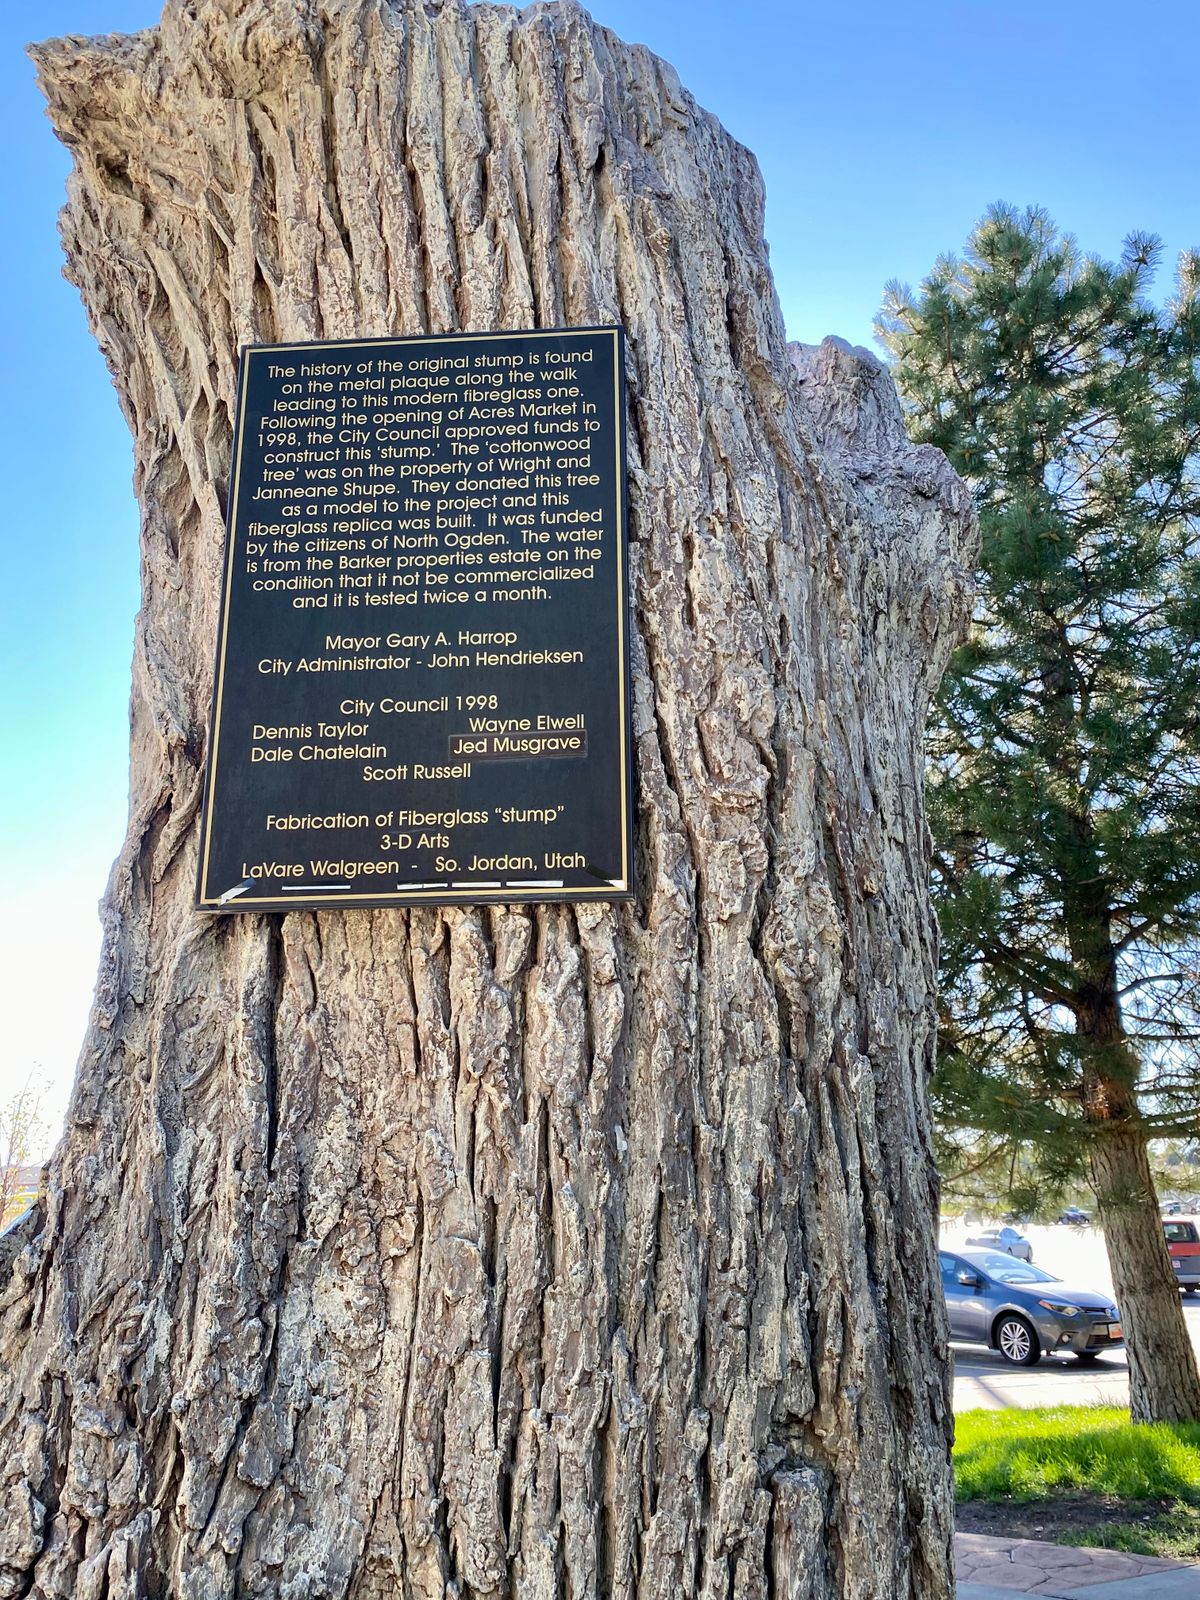 The history of the original stump is found
on the metal plaque along the walk
leading to this modern fibreglass one.
Following the opening of Acres Market in
1998, the City Council approved funds to
construct this 'stump.' The 'cottonwood
tree' was on the property of Wright and
Janneane Shupe. They donated this tree
as a model to the project and this
fiberglass replica was built. It was funded
by the citizens of North Ogden. The water
is from the Barker properties estate on the
condition that it not be commercialized
and it is tested twice a month.
Mayor Gary A. Harrop
City Administrator - John Hendrieksen
City Council 1998
Dennis Taylor Wayne Elwell
Dale Chatelain Jed Musgrave
Scott Russell
Fabrication of Fiberglass "stump"
3-D Arts
LaVare Walgreen - So. Jordan, Utah